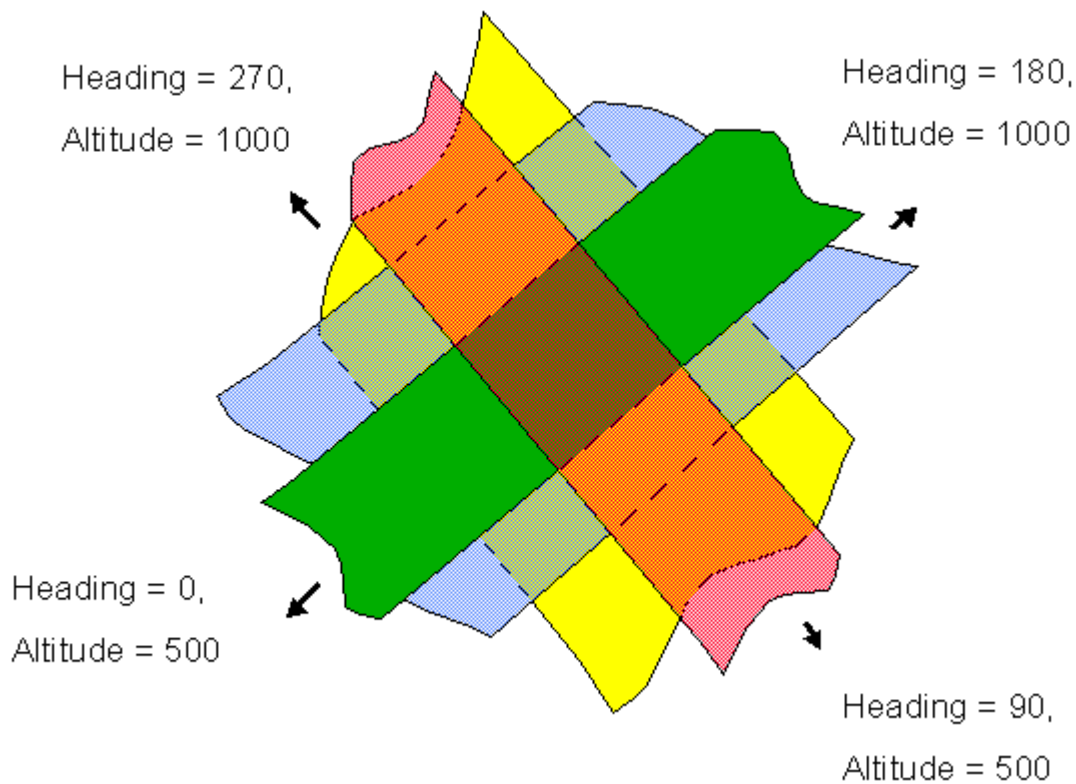 Heading = 270,
Altitude = 1000
Heading = 180,
Altitude = 1000
Heading = 0,
Altitude = 500
Heading = 90,
Altitude = 500